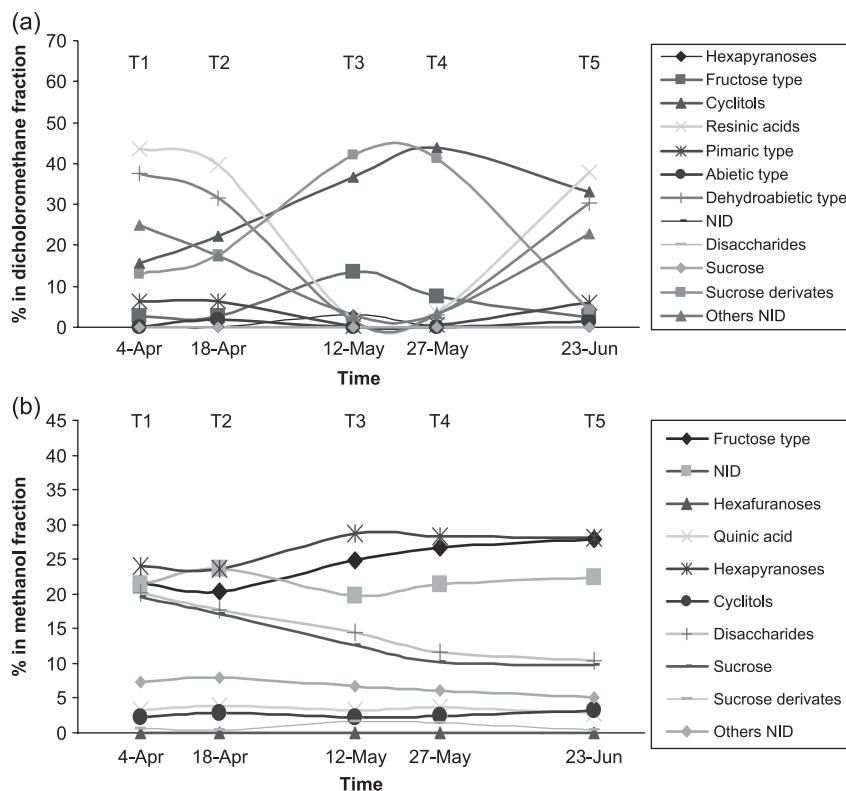 (a)
70
60
50
40
30
20
10
0
% in dicholoromethane fraction
T1 T2 T3 T4 T5
4-Apr 18-Apr 12-May 27-May 23-Jun
Time
Hexapyranoses
Fructose type
Cyclitols
Resinic acids
Pimaric type
Abietic type
Dehydroabietic type
NID
Disaccharides
Sucrose
Sucrose derivates
Others NID
(b)
45
40
35
30
25
20
15
10
5
0
% in methanol fraction
T1 T2 T3 T4 T5
4-Apr 18-Apr 12-May 27-May 23-Jun
Time
Fructose type
NID
Hexafuranoses
Quinic acid
Hexapyranoses
Cyclitols
Disaccharides
Sucrose
Sucrose derivates
Others NID